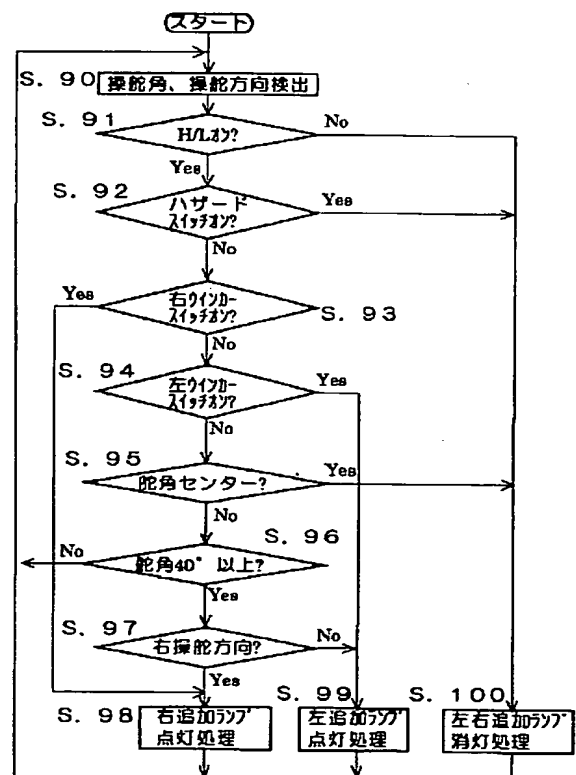 スタート
S. 90
操舵角、操舵方向検出
S. 91
H/Lオン?
No
Yes
S. 92
ハザード
スイッチオン?
Yes
No
Yes
右ウインカー
スイッチオン?
S. 93
No
S. 94
左ウインカー
スイッチオン?
Yes
No
S. 95
舵角センター?
Yes
No
S. 96
No
舵角40°以上?
Yes
S. 97
右操舵方向?
No
Yes
S. 98
右追加ランプ
点灯処理
S. 99
左追加ランプ
点灯処理
S. 100
左右追加ランプ
消灯処理